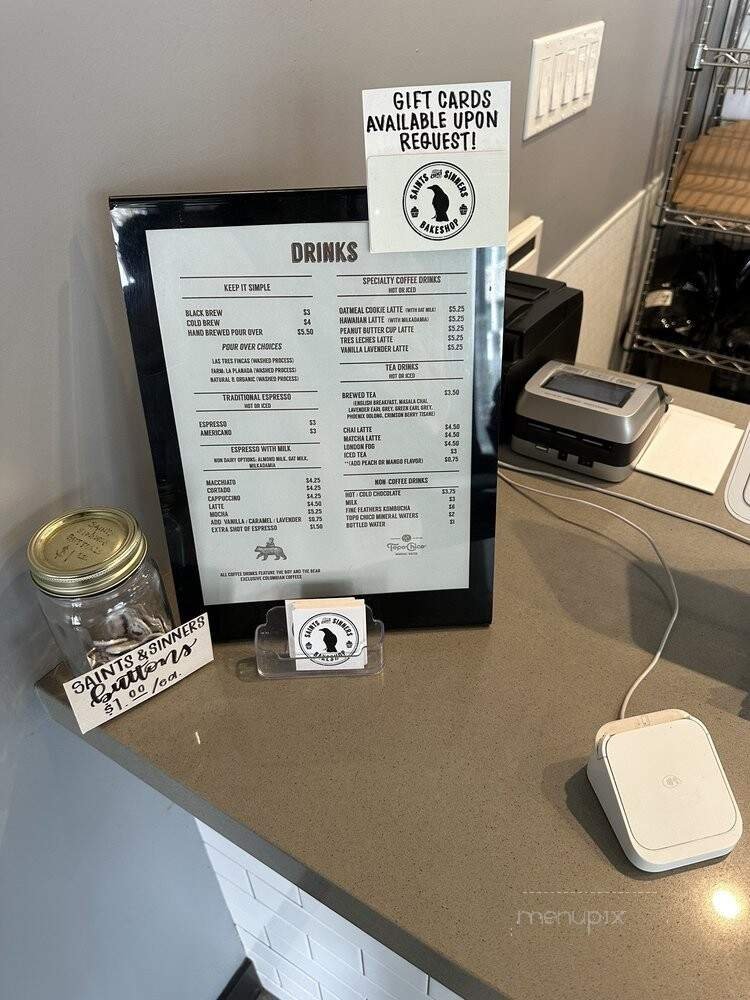 GIFT CARDS
AVAILABLE UPON
REQUEST!
SAINTS AND SINNERS
BAKESHOP
DRINKS
KEEP IT SIMPLE
BLACK BREW $3
COLD BREW $4
HAND BREWED POUR OVER $5.50
POUR OVER CHOICES
LAS TRES FINCAS (WASHED PROCESS)
FARM: LA PLANADA (WASHED PROCESS)
NATURAL & ORGANIC (WASHED PROCESS)
TRADITIONAL ESPRESSO
HOT OR ICED
ESPRESSO $3
AMERICANO $3
ESPRESSO WITH MILK
NON DAIRY OPTIONS: ALMOND MILK, OAT MILK,
MILKADAMIA
MACCHIATO $4.25
CORTADO $4.25
CAPPUCCINO $4.25
LATTE $4.50
MOCHA $5.25
ADD VANILLA / CARAMEL / LAVENDER $0.75
EXTRA SHOT OF ESPRESSO $1.50
ALL COFFEE DRINKS FEATURE THE BOY AND THE BEAR
EXCLUSIVE COLOMBIAN COFFEES
SPECIALTY COFFEE DRINKS
HOT OR ICED
OATMEAL COOKIE LATTE (WITH OAT MILK) $5.25
HAWAIIAN LATTE (WITH MILKADAMIA) $5.25
PEANUT BUTTER CUP LATTE $5.25
TRES LECHES LATTE $5.25
VANILLA LAVENDER LATTE $5.25
TEA DRINKS
HOT OR ICED
BREWED TEA $3.50
(ENGLISH BREAKFAST, MASALA CHAI,
LAVENDER EARL GREY, GREEN EARL GREY,
PHOENIX OOLONG, CRIMSON BERRY TISANE)
CHAI LATTE $4.50
MATCHA LATTE $4.50
LONDON FOG $4.50
ICED TEA $3
**(ADD PEACH OR MANGO FLAVOR) $0.75
NON-COFFEE DRINKS
HOT / COLD CHOCOLATE $3.75
MILK $3
FINE FEATHERS KOMBUCHA $6
TOPO CHICO MINERAL WATERS $2
BOTTLED WATER $1
Topo Chico
SAINTS & SINNERS
Buttons
$1.00/ea.
SAINTS AND SINNERS
BAKESHOP
menupix